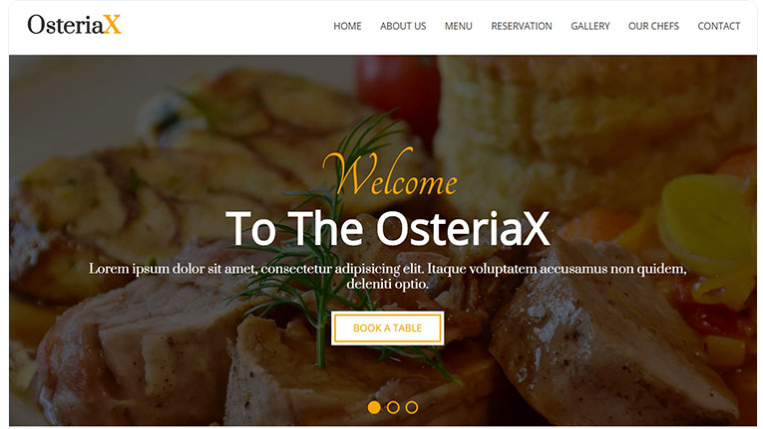 OsteriaX
HOME ABOUT US MENU RESERVATION GALLERY OUR CHEFS CONTACT
Welcome
To The OsteriaX
Lorem ipsum dolor sit amet, consectetur adipisicing elit. Itaque voluptatem accusamus non quidem,
deleniti optio.
BOOK A TABLE